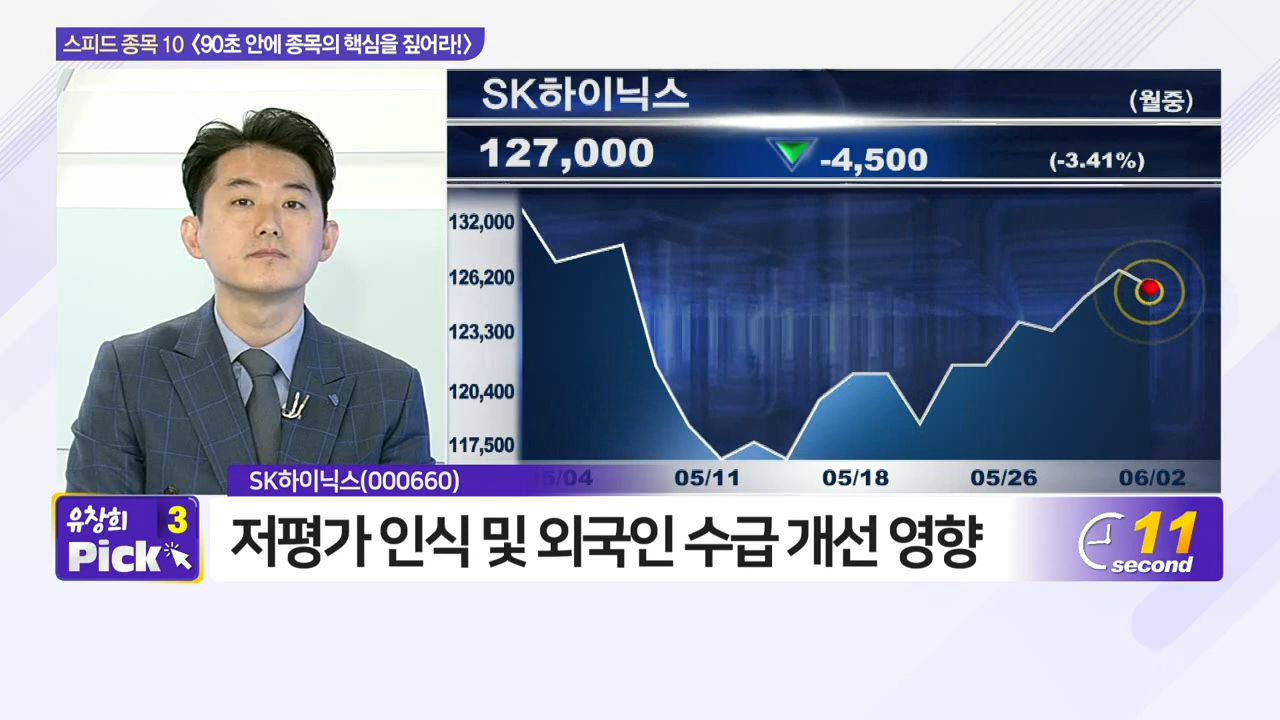 스피드 종목 10 〈90초 안에 종목의 핵심을 짚어라!〉
SK하이닉스
(월중)
127,000
-4,500
(-3.41%)
132,000
126,200
123,300
120,400
117,500
05/04
05/11
05/18
05/26
06/02
SK하이닉스(000660)
유창희
3
Pick
저평가 인식 및 외국인 수급 개선 영향
11
second